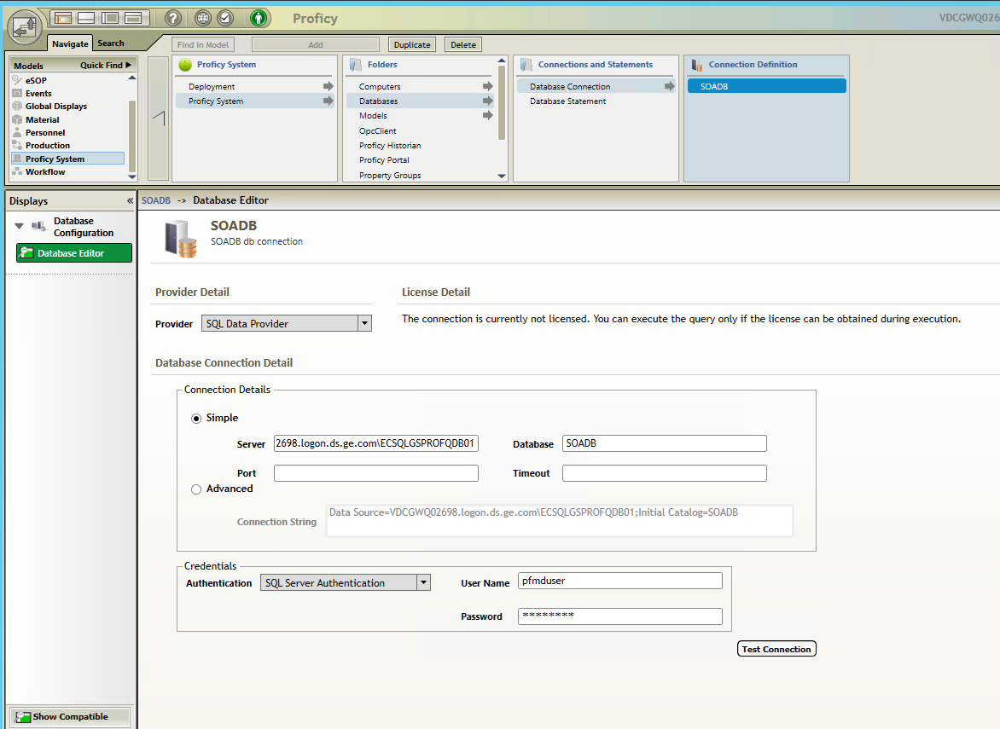 Proficy
VDCGWQ026
Navigate
Search
Find in Model
Add
Duplicate
Delete
Models
Quick Find
eSOP
Events
Global Displays
Material
Personnel
Production
Proficy System
Workflow
Proficy System
Deployment
Proficy System
Folders
Computers
Databases
Models
OpcClient
Proficy Historian
Proficy Portal
Property Groups
Connections and Statements
Database Connection
Database Statement
Connection Definition
SOADB
Displays
«
Database
Configuration
Database Editor
SOADB -> Database Editor
SOADB
SOADB db connection
Provider Detail
Provider SQL Data Provider
License Detail
The connection is currently not licensed. You can execute the query only if the license can be obtained during execution.
Database Connection Detail
Connection Details
Simple
Server 2698.logon.ds.ge.com\ECSQLGSPROFQDB01
Database SOADB
Port
Timeout
Advanced
Connection String Data Source=VDCGWQ02698.logon.ds.ge.com\ECSQLGSPROFQDB01;Initial Catalog=SOADB
Credentials
Authentication SQL Server Authentication
User Name pfmduser
Password ********
Test Connection
Show Compatible